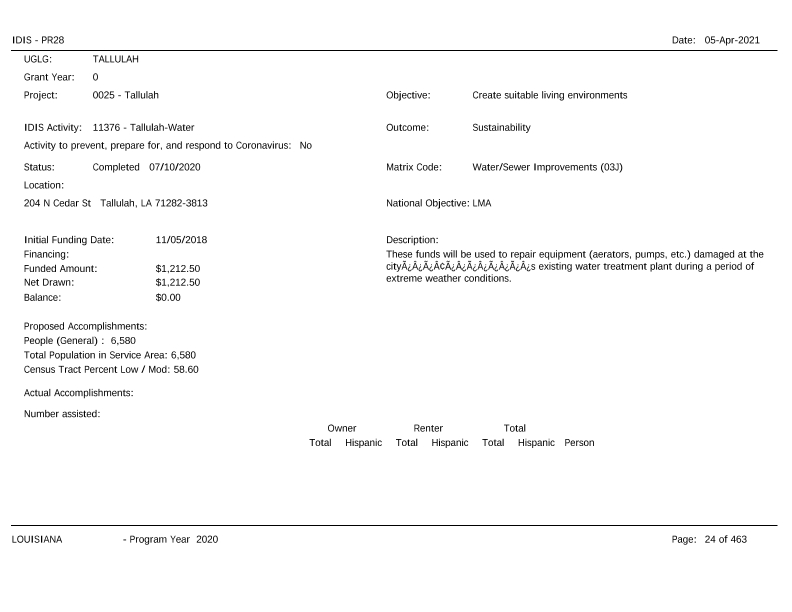 IDIS - PR28 Date: 05-Apr-2021
UGLG: TALLULAH
Grant Year: 0
Project: 0025 - Tallulah Objective: Create suitable living environments
IDIS Activity: 11376 - Tallulah-Water Outcome: Sustainability
Activity to prevent, prepare for, and respond to Coronavirus: No
Status: Completed 07/10/2020 Matrix Code: Water/Sewer Improvements (03J)
Location:
204 N Cedar St Tallulah, LA 71282-3813 National Objective: LMA
Initial Funding Date: 11/05/2018 Description:
Financing: These funds will be used to repair equipment (aerators, pumps, etc.) damaged at the
Funded Amount: $1,212.50 cityÃ¿Â¿Ã¿Â¢Ã¿Â¿Ã¿Â¿Ã¿Â¿Ã¿Â¿s existing water treatment plant during a period of
Net Drawn: $1,212.50 extreme weather conditions.
Balance: $0.00
Proposed Accomplishments:
People (General) : 6,580
Total Population in Service Area: 6,580
Census Tract Percent Low / Mod: 58.60
Actual Accomplishments:
Number assisted:
Owner Renter Total
Total Hispanic Total Hispanic Total Hispanic Person
LOUISIANA - Program Year 2020 Page: 24 of 463